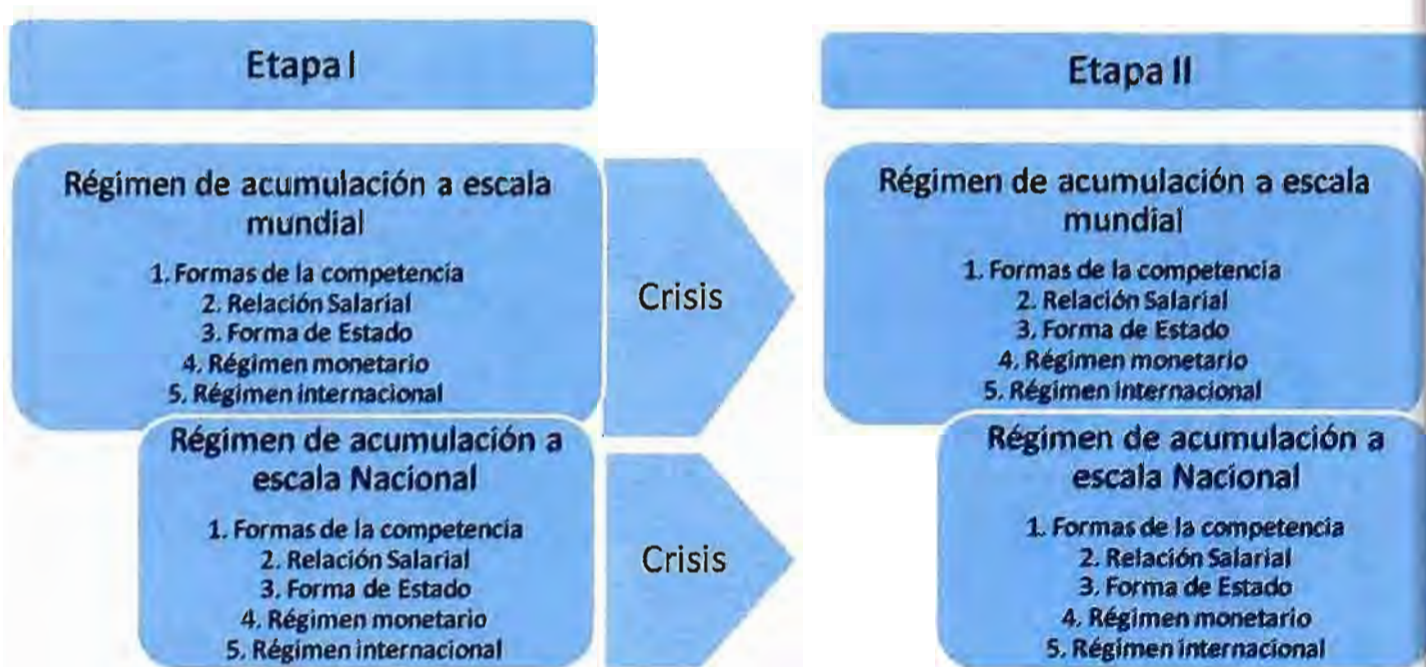 Etapa I
Régimen de acumulación a escala
mundial
1. Formas de la competencia
2. Relación Salarial
3. Forma de Estado
4. Régimen monetario
5. Régimen internacional
Régimen de acumulación a
escala Nacional
1. Formas de la competencia
2. Relación Salarial
3. Forma de Estado
4. Régimen monetario
5. Régimen internacional
Crisis
Crisis
Etapa II
Régimen de acumulación a escala
mundial
1. Formas de la competencia
2. Relación Salarial
3. Forma de Estado
4. Régimen monetario
5. Régimen internacional
Régimen de acumulación a
escala Nacional
1. Formas de la competencia
2. Relación Salarial
3. Forma de Estado
4. Régimen monetario
5. Régimen internacional